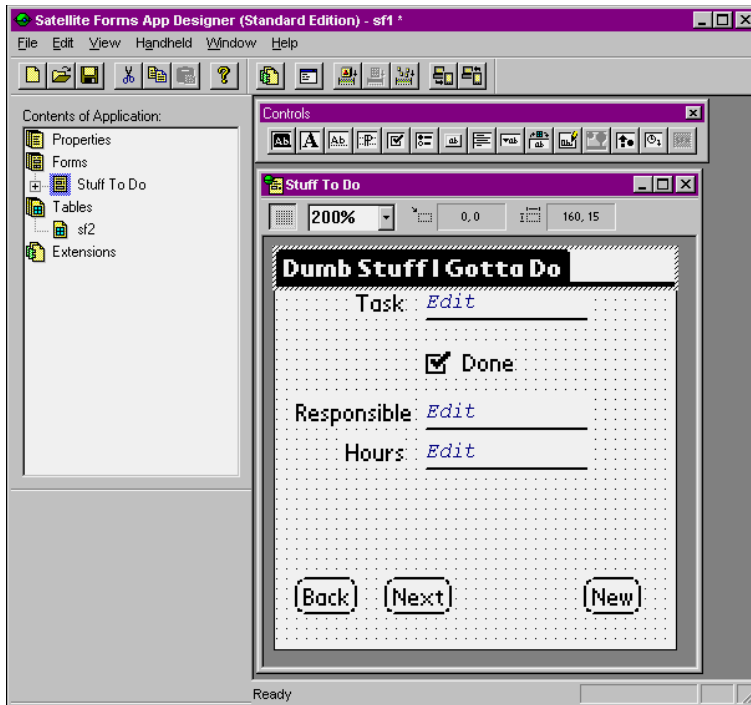 Satellite Forms App Designer (Standard Edition) - sf1 *
File Edit View Handheld Window Help
Contents of Application:
Properties
Forms
Stuff To Do
Tables
sf2
Extensions
Controls
Stuff To Do
200% 0, 0 160, 15
Dumb Stuff I Gotta Do
Task Edit
Done
Responsible Edit
Hours Edit
Back Next New
Ready